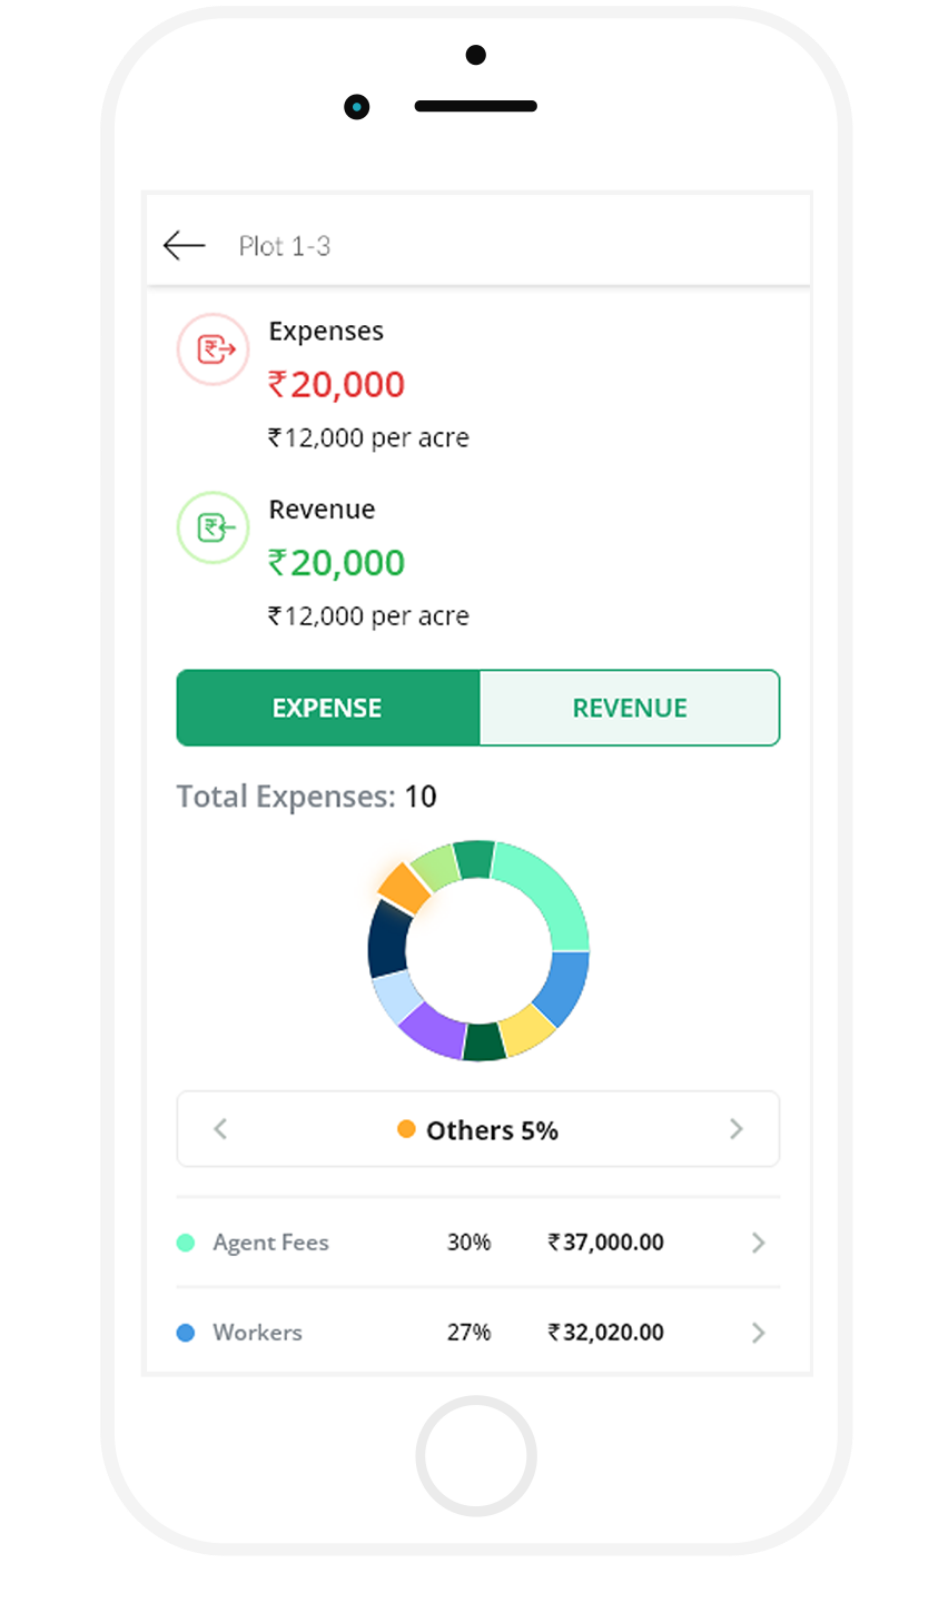 Plot 1-3
Expenses
₹20,000
₹12,000 per acre
Revenue
₹20,000
₹12,000 per acre
EXPENSE REVENUE
Total Expenses: 10
Others 5%
Agent Fees 30% ₹37,000.00
Workers 27% ₹32,020.00